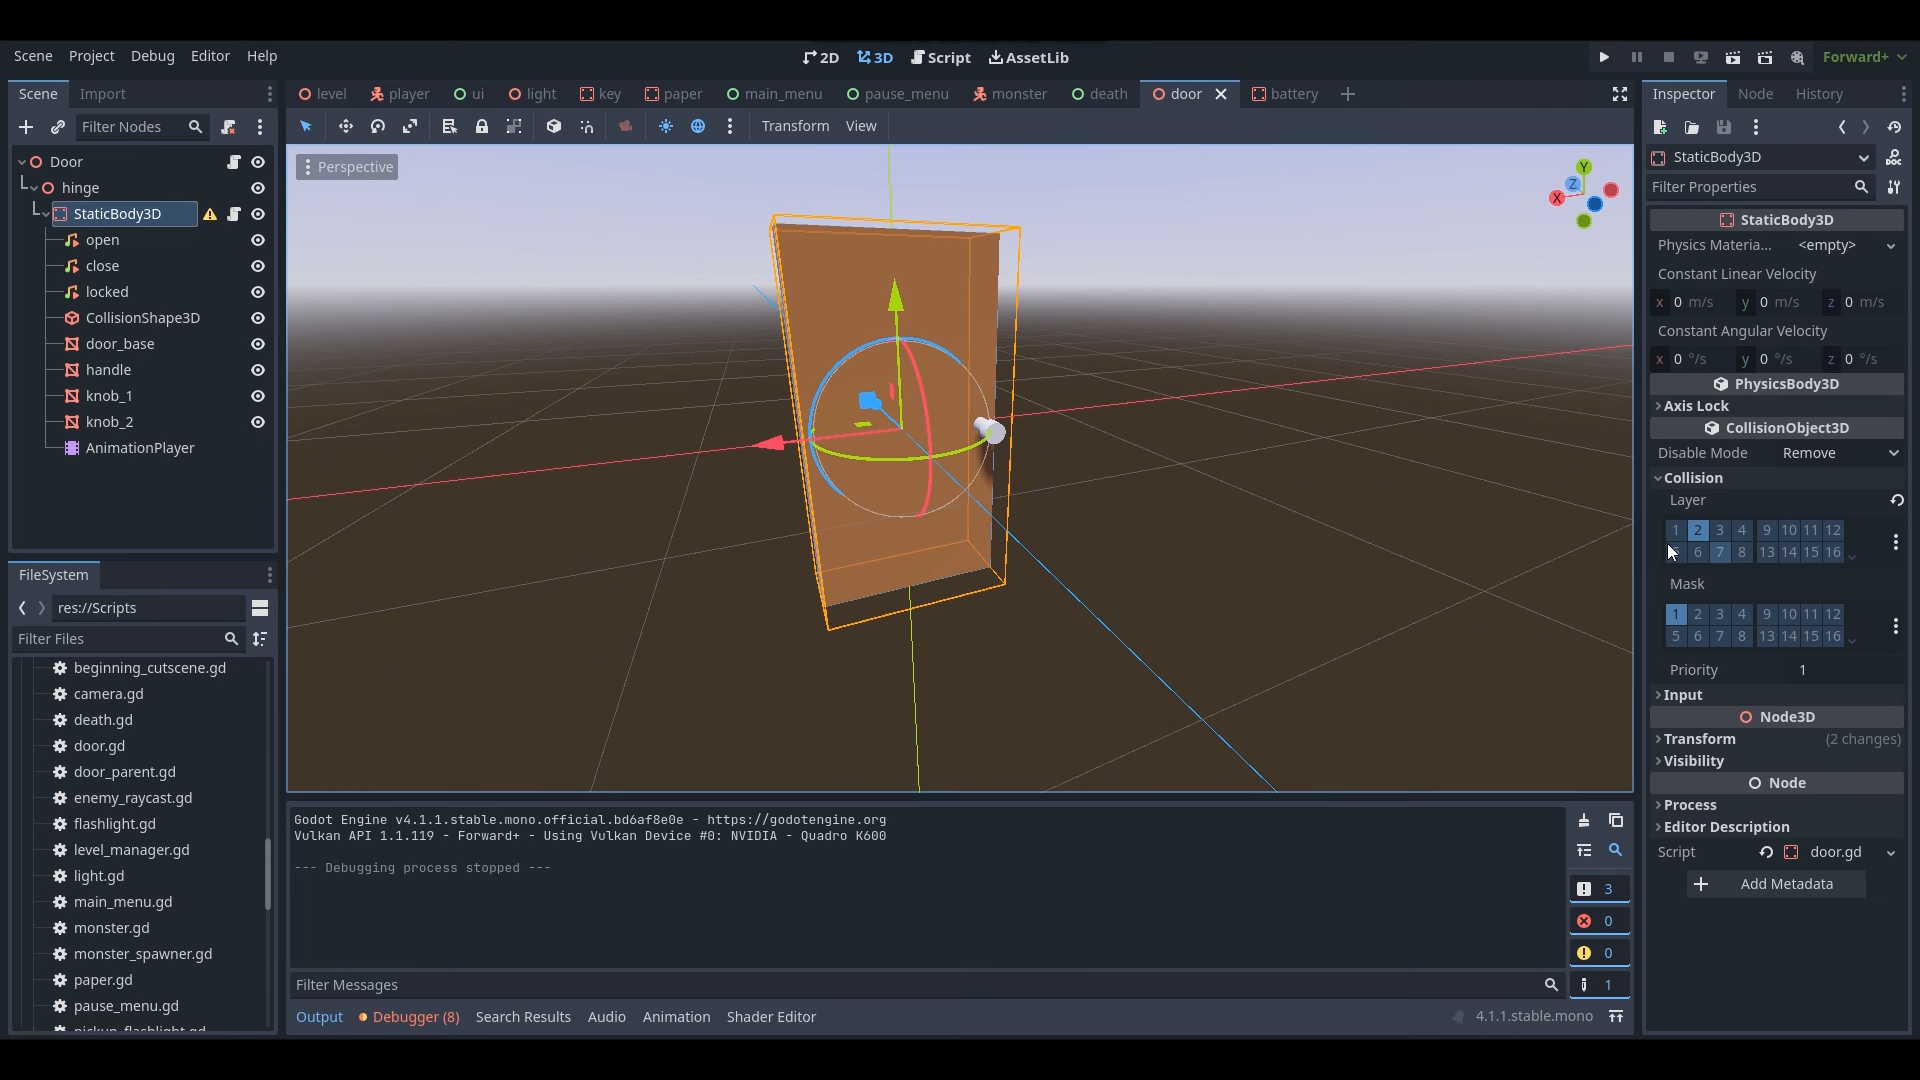 Scene Project Debug Editor Help
2D 3D Script AssetLib
Forward+
Scene Import
Filter Nodes
Door
hinge
StaticBody3D
open
close
locked
CollisionShape3D
door_base
handle
knob_1
knob_2
AnimationPlayer
FileSystem
res://Scripts
Filter Files
beginning_cutscene.gd
camera.gd
death.gd
door.gd
door_parent.gd
enemy_raycast.gd
flashlight.gd
level_manager.gd
light.gd
main_menu.gd
monster.gd
monster_spawner.gd
paper.gd
pause_menu.gd
level player ui light key paper main_menu pause_menu monster death door battery
Transform View
Perspective
Y
Z
X
Godot Engine v4.1.1.stable.mono.official.bd6af8e0e - https://godotengine.org
Vulkan API 1.1.119 - Forward+ - Using Vulkan Device #0: NVIDIA - Quadro K600
--- Debugging process stopped ---
3
0
0
1
Filter Messages
Output Debugger (8) Search Results Audio Animation Shader Editor
4.1.1.stable.mono
Inspector Node History
StaticBody3D
Filter Properties
StaticBody3D
Physics Materia... <empty>
Constant Linear Velocity
x 0 m/s y 0 m/s z 0 m/s
Constant Angular Velocity
x 0 °/s y 0 °/s z 0 °/s
PhysicsBody3D
Axis Lock
CollisionObject3D
Disable Mode Remove
Collision
Layer
1 2 3 4 9 10 11 12
6 7 8 13 14 15 16
Mask
1 2 3 4 9 10 11 12
5 6 7 8 13 14 15 16
Priority 1
Input
Node3D
Transform (2 changes)
Visibility
Node
Process
Editor Description
Script door.gd
Add Metadata